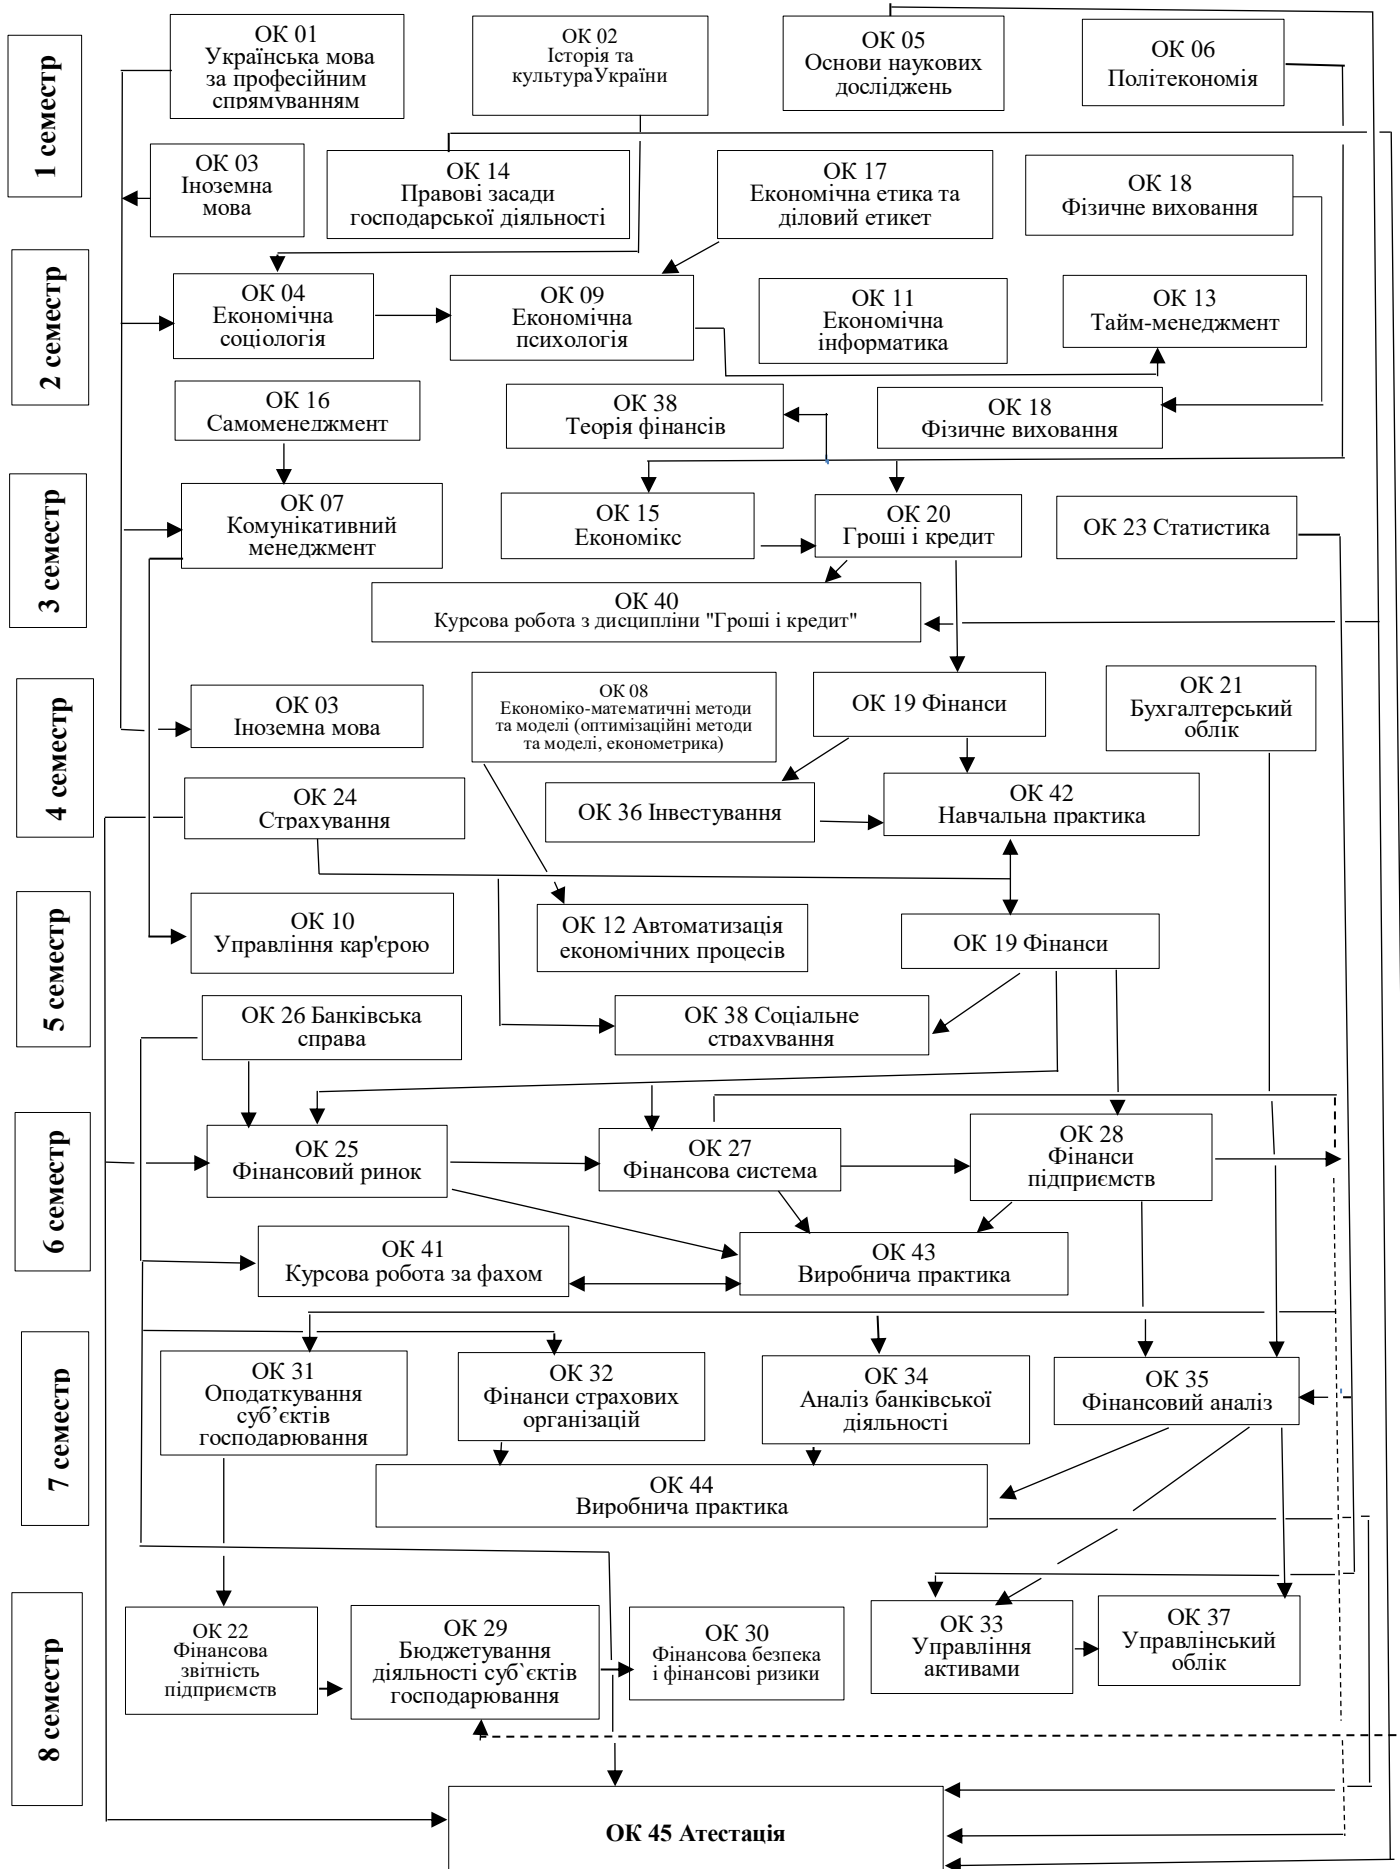 1 семестр
ОК 01
Українська мова
за професійним
спрямуванням
ОК 02
Історія та
культураУкраїни
ОК 05
Основи наукових
досліджень
ОК 06
Політекономія
ОК 03
Іноземна
мова
ОК 14
Правові засади
господарської діяльності
ОК 17
Економічна етика та
діловий етикет
ОК 18
Фізичне виховання
2 семестр
ОК 04
Економічна
соціологія
ОК 09
Економічна
психологія
ОК 11
Економічна
інформатика
ОК 13
Тайм-менеджмент
ОК 16
Самоменеджмент
ОК 38
Теорія фінансів
ОК 18
Фізичне виховання
3 семестр
ОК 07
Комунікативний
менеджмент
ОК 15
Економікс
ОК 20
Гроші і кредит
ОК 23 Статистика
ОК 40
Курсова робота з дисципліни "Гроші і кредит"
4 семестр
ОК 03
Іноземна мова
ОК 08
Економіко-математичні методи
та моделі (оптимізаційні методи
та моделі, економетрика)
ОК 19 Фінанси
ОК 21
Бухгалтерський
облік
ОК 24
Страхування
ОК 36 Інвестування
ОК 42
Навчальна практика
5 семестр
ОК 10
Управління кар'єрою
ОК 12 Автоматизація
економічних процесів
ОК 19 Фінанси
ОК 26 Банківська
справа
ОК 38 Соціальне
страхування
6 семестр
ОК 25
Фінансовий ринок
ОК 27
Фінансова система
ОК 28
Фінанси
підприємств
ОК 41
Курсова робота за фахом
ОК 43
Виробнича практика
7 семестр
ОК 31
Оподаткування
суб’єктів
господарювання
ОК 32
Фінанси страхових
організацій
ОК 34
Аналіз банківської
діяльності
ОК 35
Фінансовий аналіз
ОК 44
Виробнича практика
8 семестр
ОК 22
Фінансова
звітність
підприємств
ОК 29
Бюджетування
діяльності суб`єктів
господарювання
ОК 30
Фінансова безпека
і фінансові ризики
ОК 33
Управління
активами
ОК 37
Управлінський
облік
ОК 45 Атестація